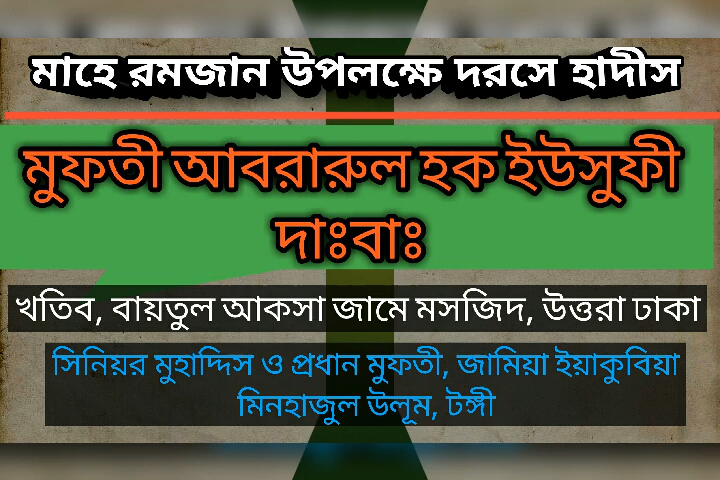 মাহে রমজান উপলক্ষে দরসে হাদীস
মুফতী আবরারুল হক ইউসুফী
দাঃবাঃ
খতিব, বায়তুল আকসা জামে মসজিদ, উত্তরা ঢাকা
সিনিয়র মুহাদ্দিস ও প্রধান মুফতী, জামিয়া ইয়াকুবিয়া
মিনহাজুল উলূম, টঙ্গী